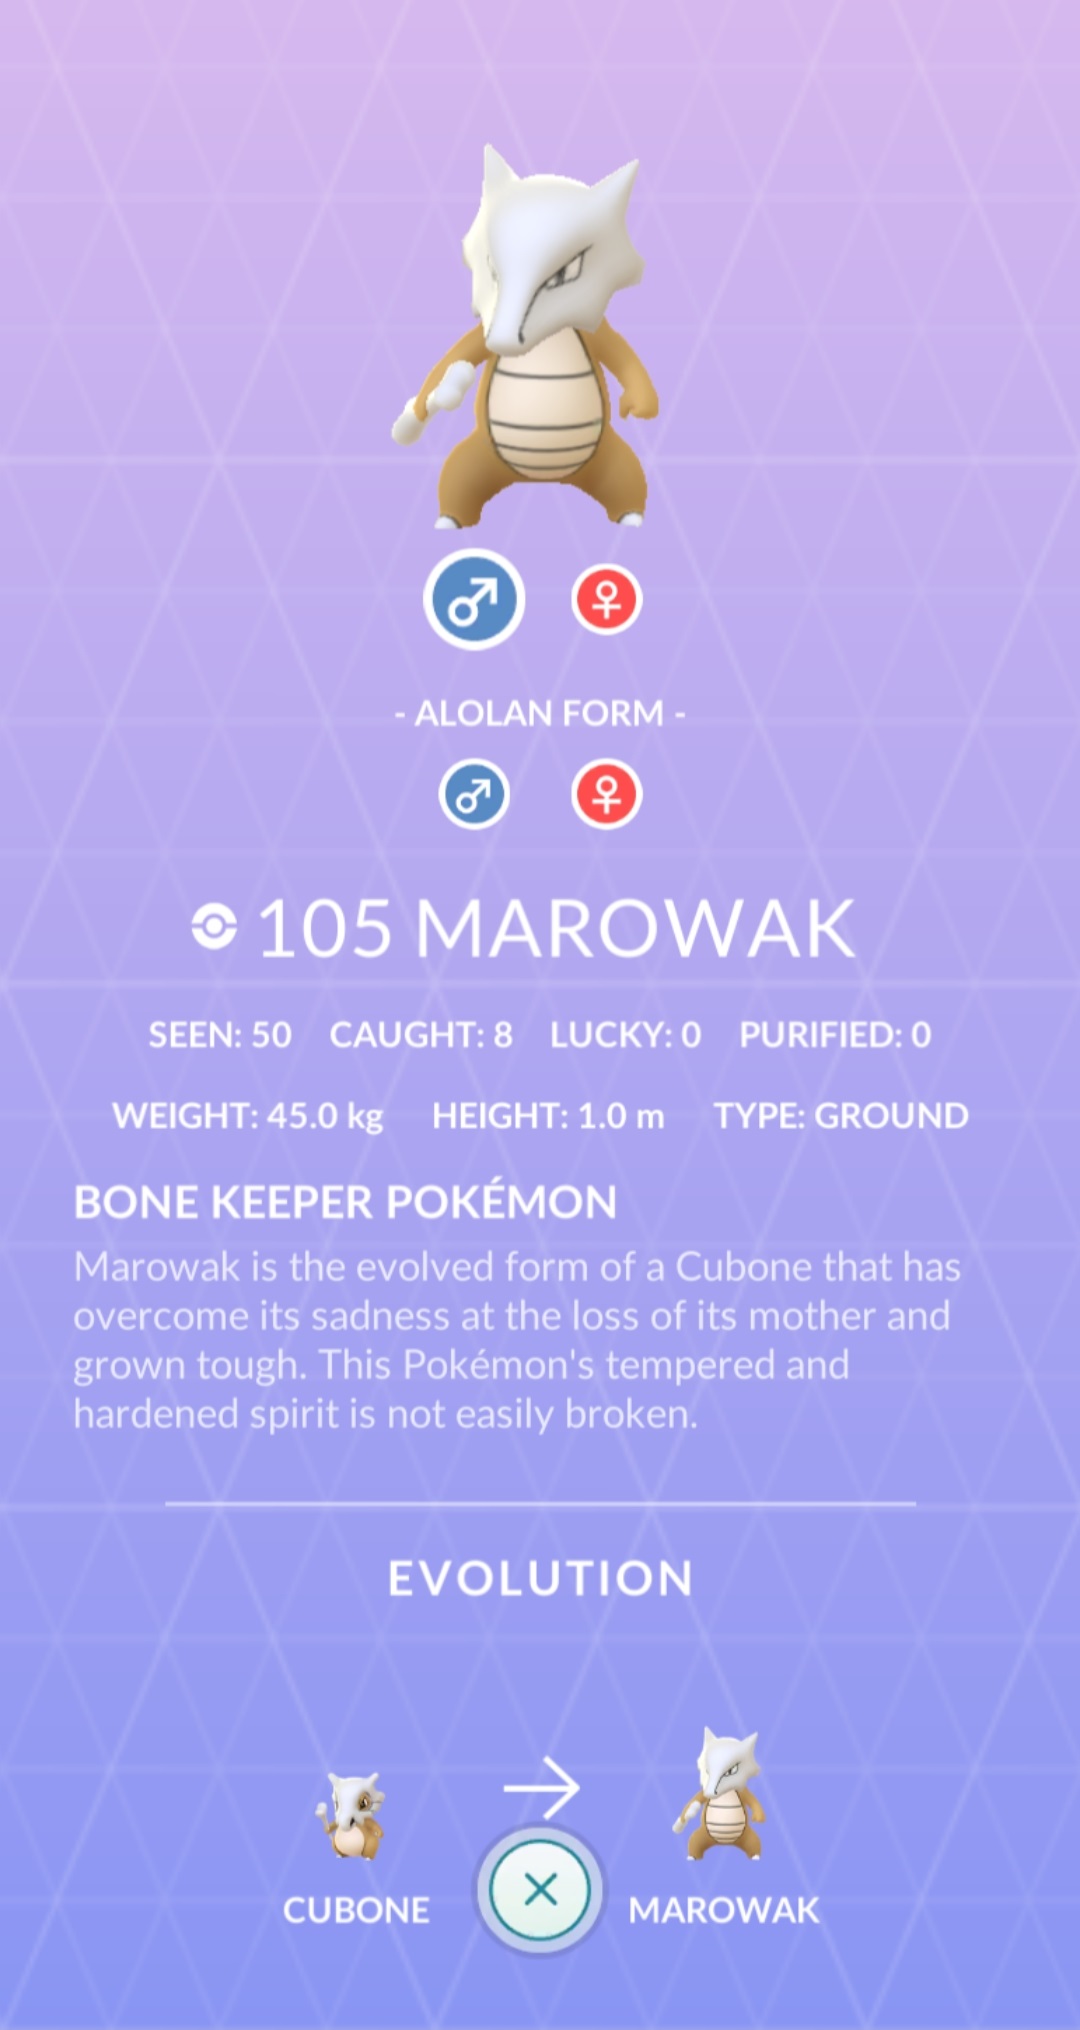 - ALOLAN FORM -
105 MAROWAK
SEEN: 50 CAUGHT: 8 LUCKY: 0 PURIFIED: 0
WEIGHT: 45.0 kg HEIGHT: 1.0 m TYPE: GROUND
BONE KEEPER POKÉMON
Marowak is the evolved form of a Cubone that has
overcome its sadness at the loss of its mother and
grown tough. This Pokémon's tempered and
hardened spirit is not easily broken.
EVOLUTION
CUBONE MAROWAK